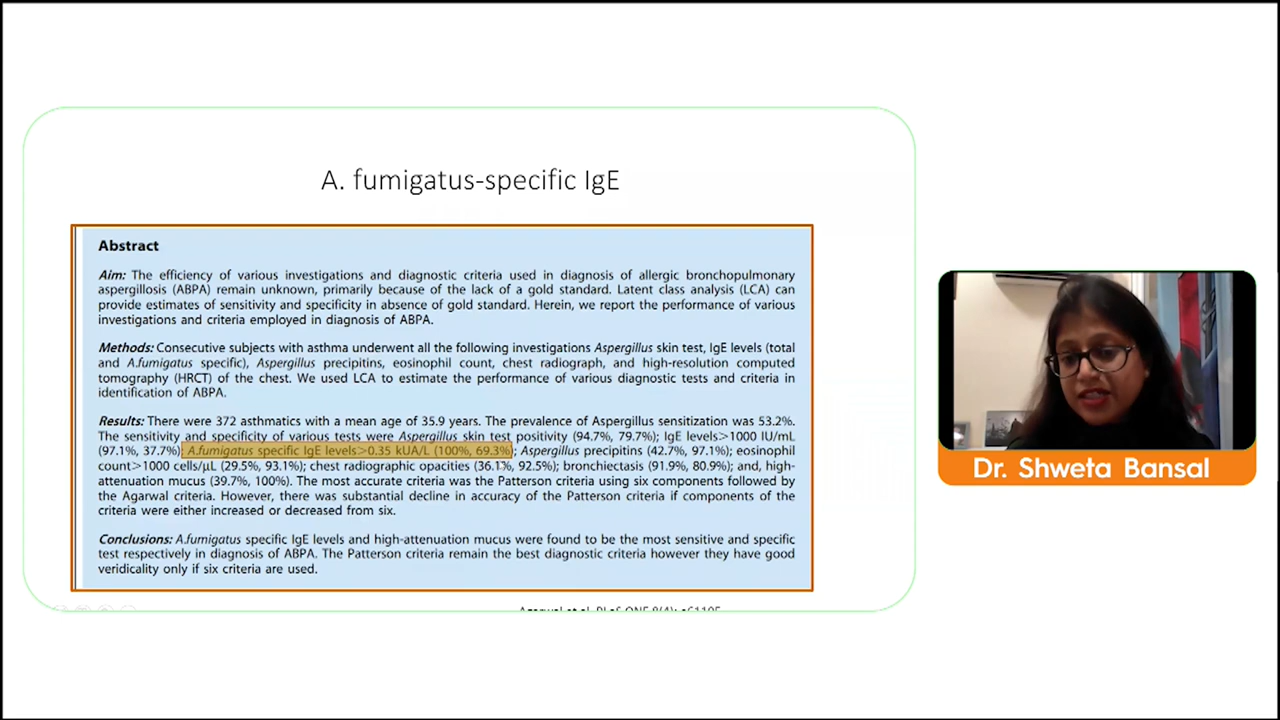 A. fumigatus-specific IgE
Abstract
Aim: The efficiency of various investigations and diagnostic criteria used in diagnosis of allergic bronchopulmonary
aspergillosis (ABPA) remain unknown, primarily because of the lack of a gold standard. Latent class analysis (LCA) can
provide estimates of sensitivity and specificity in absence of gold standard. Herein, we report the performance of various
investigations and criteria employed in diagnosis of ABPA.
Methods: Consecutive subjects with asthma underwent all the following investigations Aspergillus skin test, IgE levels (total
and A.fumigatus specific), Aspergillus precipitins, eosinophil count, chest radiograph, and high-resolution computed
tomography (HRCT) of the chest. We used LCA to estimate the performance of various diagnostic tests and criteria in
identification of ABPA.
Results: There were 372 asthmatics with a mean age of 35.9 years. The prevalence of Aspergillus sensitization was 53.2%.
The sensitivity and specificity of various tests were Aspergillus skin test positivity (94.7%, 79.7%); IgE levels>1000 IU/mL
(97.1%, 37.7%); A.fumigatus specific IgE levels>0.35 kUA/L (100%, 69.3%); Aspergillus precipitins (42.7%, 97.1%); eosinophil
count>1000 cells/µL (29.5%, 93.1%); chest radiographic opacities (36.1%, 92.5%); bronchiectasis (91.9%, 80.9%); and, high-
attenuation mucus (39.7%, 100%). The most accurate criteria was the Patterson criteria using six components followed by
the Agarwal criteria. However, there was substantial decline in accuracy of the Patterson criteria if components of the
criteria were either increased or decreased from six.
Conclusions: A.fumigatus specific IgE levels and high-attenuation mucus were found to be the most sensitive and specific
test respectively in diagnosis of ABPA. The Patterson criteria remain the best diagnostic criteria however they have good
veridicality only if six criteria are used.
Dr. Shweta Bansal